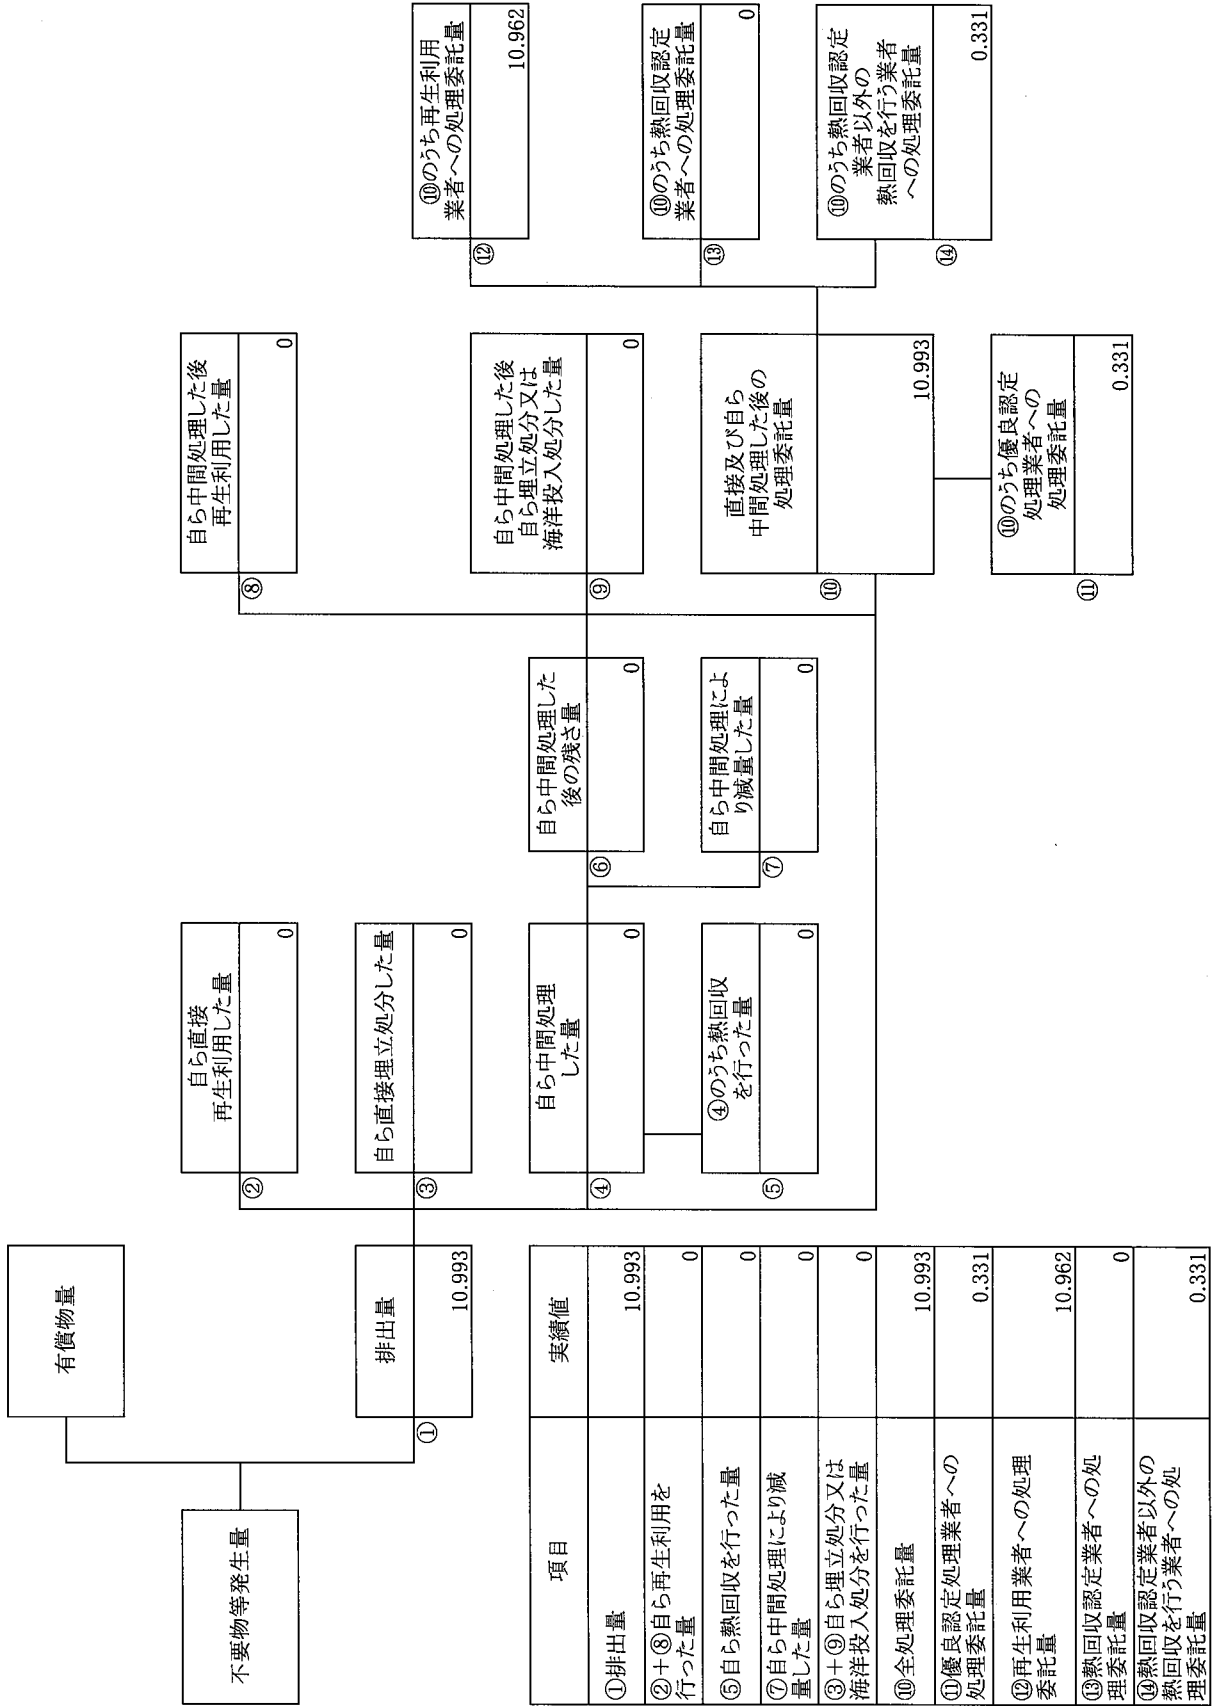 不要物等発生量
有償物量
①
排出量
10.993
②
自ら直接
再生利用した量
0
③
自ら直接埋立処分した量
0
④
自ら中間処理
した量
0
⑤
④のうち熱回収
を行った量
0
⑥
自ら中間処理した
後の残さ量
0
⑦
自ら中間処理によ
り減量した量
0
⑧
自ら中間処理した後
再生利用した量
0
⑨
自ら中間処理した後
自ら埋立処分又は
海洋投入処分した量
0
⑩
直接及び自ら
中間処理した後の
処理委託量
10.993
⑪
⑩のうち優良認定
処理業者への
処理委託量
0.331
⑫
⑩のうち再生利用
業者への処理委託量
10.962
⑬
⑩のうち熱回収認定
業者への処理委託量
0
⑭
⑩のうち熱回収認定
業者以外の
熱回収を行う業者
への処理委託量
0.331
項目 実績値
①排出量 10.993
②+⑧自ら再生利用を
行った量 0
⑤自ら熱回収を行った量 0
⑦自ら中間処理により減
量した量 0
③+⑨自ら埋立処分又は
海洋投入処分を行った量 0
⑩全処理委託量 10.993
⑪優良認定処理業者への
処理委託量 0.331
⑫再生利用業者への処理
委託量 10.962
⑬熱回収認定業者への処
理委託量 0
⑭熱回収認定業者以外の
熱回収を行う業者への処
理委託量 0.331